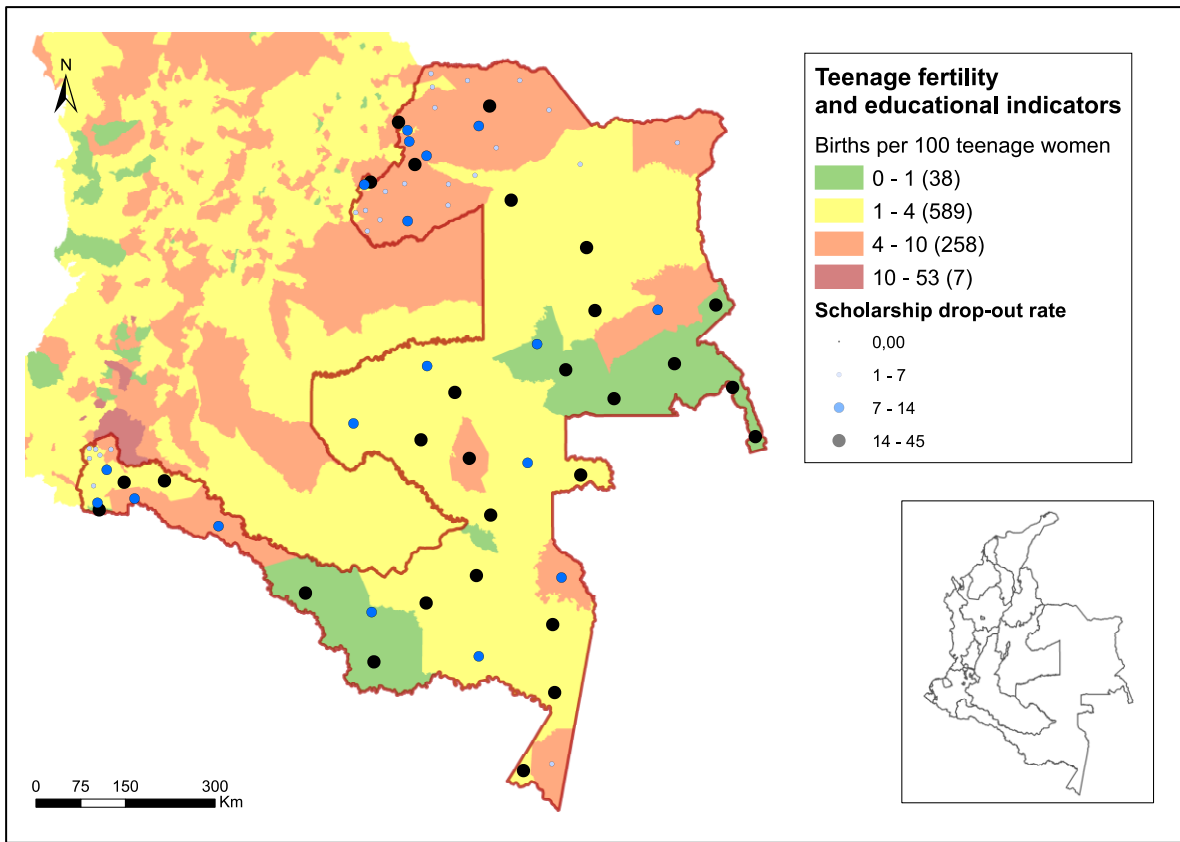 N
Teenage fertility
and educational indicators
Births per 100 teenage women
0 - 1 (38)
1 - 4 (589)
4 - 10 (258)
10 - 53 (7)
Scholarship drop-out rate
0,00
1 - 7
7 - 14
14 - 45
0 75 150 300
Km